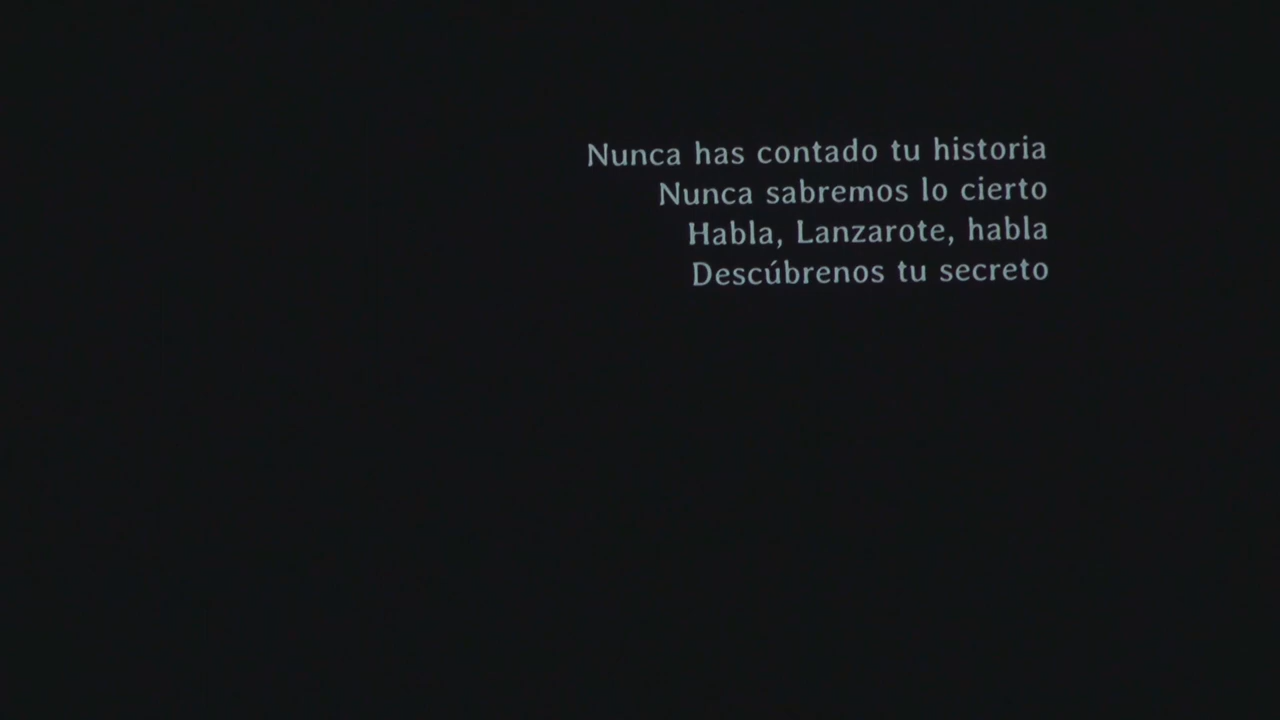 Nunca has contado tu historia
Nunca sabremos lo cierto
Habla, Lanzarote, habla
Descúbrenos tu secreto